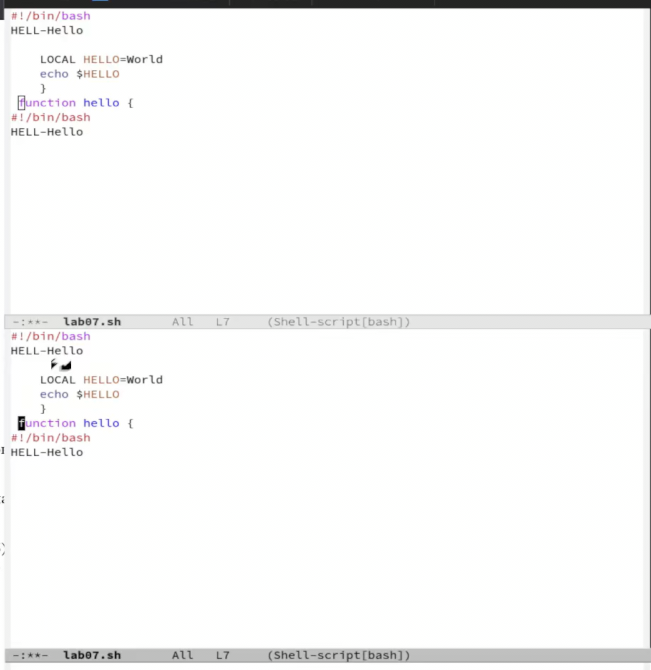 #!/bin/bash
HELL-Hello
LOCAL HELLO=World
echo $HELLO
}
function hello {
#!/bin/bash
HELL-Hello
-:**-  lab07.sh       All   L7     (Shell-script[bash])
#!/bin/bash
HELL-Hello
LOCAL HELLO=World
echo $HELLO
}
function hello {
#!/bin/bash
HELL-Hello
-:**-  lab07.sh       All   L7     (Shell-script[bash])